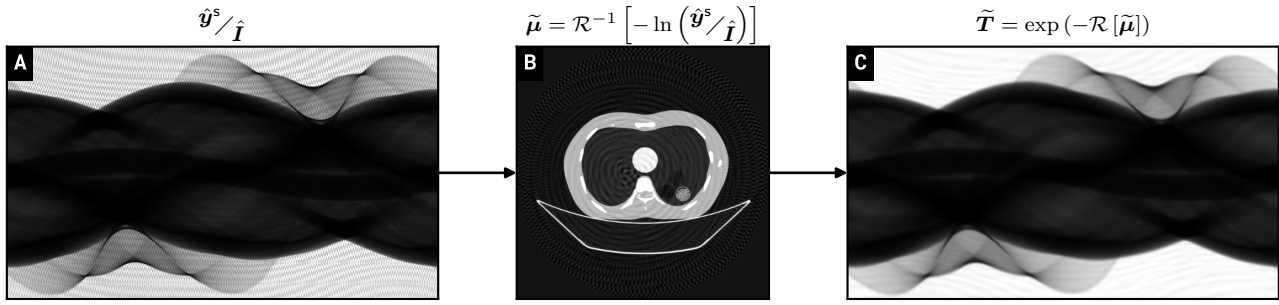 ŷˢ/Î
μ̃ = ℛ⁻¹ [−ln (ŷˢ/Î)]
T̃ = exp (−ℛ [μ̃])
A
B
C